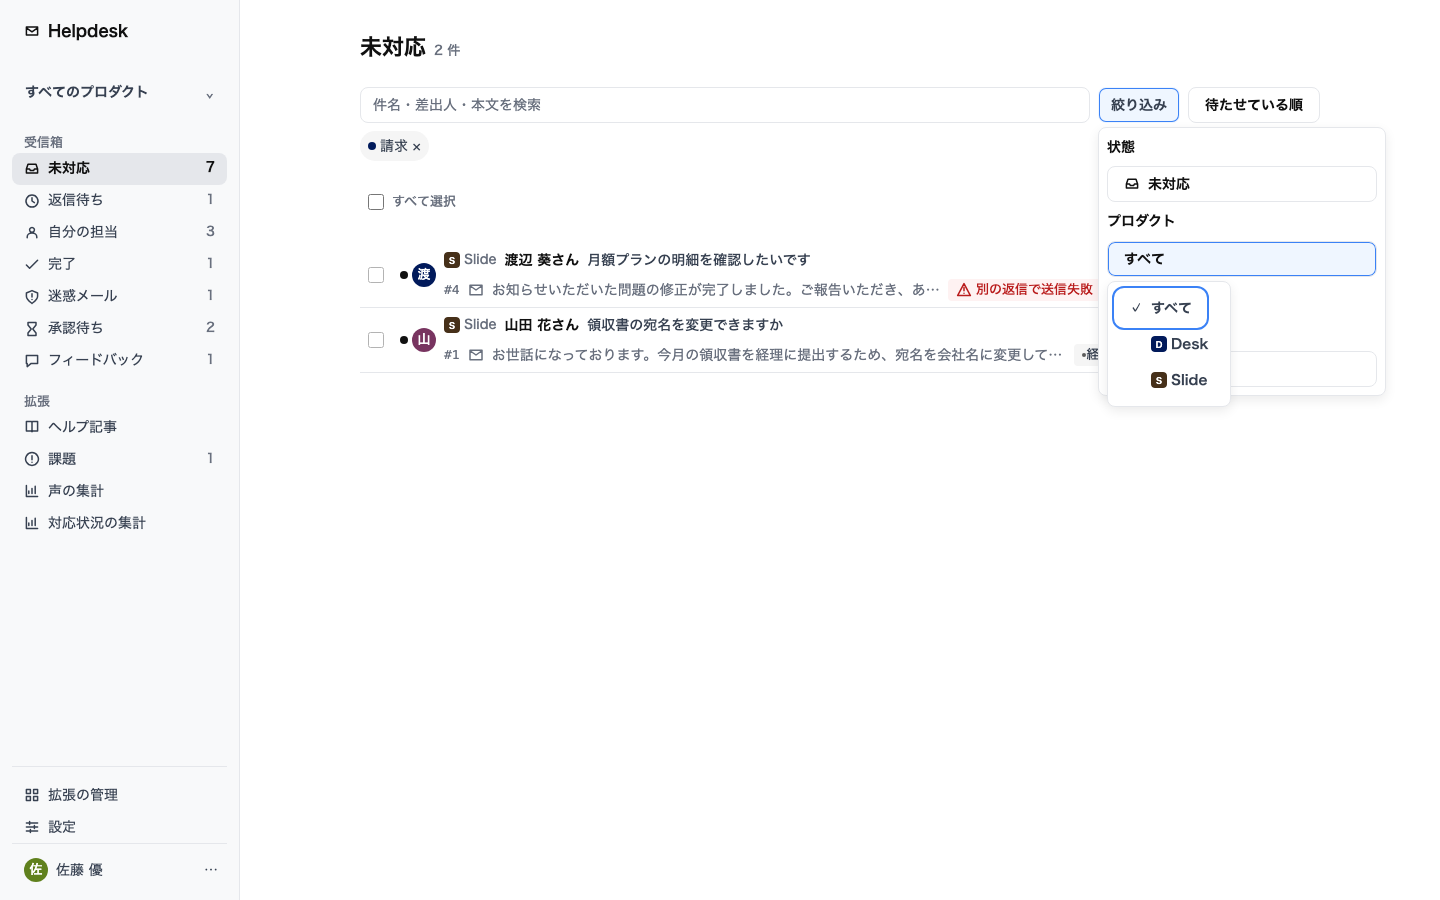 Helpdesk
すべてのプロダクト
受信箱
未対応 7
返信待ち 1
自分の担当 3
完了 1
迷惑メール 1
承認待ち 2
フィードバック 1
拡張
ヘルプ記事
課題 1
声の集計
対応状況の集計
拡張の管理
設定
佐 佐藤 優 …
未対応 2 件
件名・差出人・本文を検索 絞り込み 待たせている順
請求 ×
すべて選択
渡 S Slide 渡辺 葵さん 月額プランの明細を確認したいです
#4 お知らせいただいた問題の修正が完了しました。ご報告いただき、あ… 別の返信で送信失敗
山 S Slide 山田 花さん 領収書の宛名を変更できますか
#1 お世話になっております。今月の領収書を経理に提出するため、宛名を会社名に変更して… •経
状態
未対応
プロダクト
すべて
✓ すべて
D Desk
S Slide